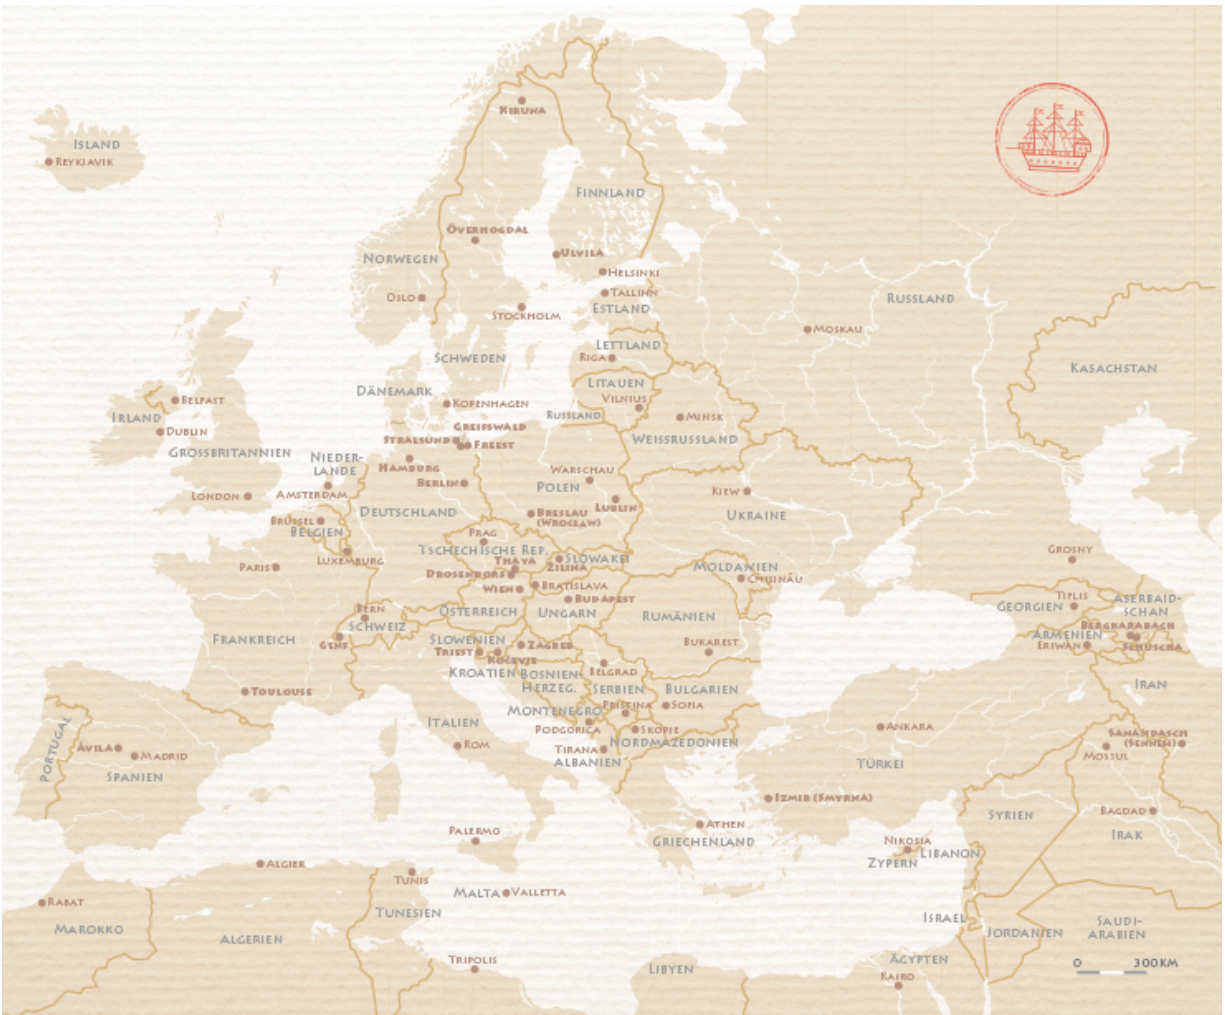 Kiruna
Island
Reykjavik
Finnland
Överhogdal
Ulvila
Norwegen
Helsinki
Oslo
Tallinn
Russland
Stockholm
Estland
Moskau
Lettland
Riga
Schweden
Kasachstan
Dänemark
Litauen
Vilnius
Belfast
Kopenhagen
Irland
Russland
Minsk
Dublin
Greifswald
Stralsund
Freest
Weissrussland
Grossbritannien
Nieder-
lande
Hamburg
Warschau
Berlin
Polen
London
Amsterdam
Kiew
Lublin
Deutschland
Breslau
(Wrocław)
Ukraine
Brüssel
Belgien
Prag
Tschechische Rep.
Grosny
Luxemburg
Slowakei
Paris
Thaya
Zilina
Moldawien
Drosendorf
Chisinău
Wien
Bratislava
Budapest
Tiflis
Aserbaid-
schan
Georgien
Bern
Österreich
Ungarn
Rumänien
Schweiz
Bergkarabach
Armenien
Frankreich
Slowenien
Genf
Triest
Zagreb
Bukarest
Eriwan
Schuscha
Kočevje
Kroatien
Bosnien
Herzeg.
Belgrad
Iran
Toulouse
Serbien
Bulgarien
Montenegro
Pristina
Sofia
Portugal
Italien
Podgorica
Skopje
Ankara
Sanandasch
(Sennen)
Ávila
Madrid
Rom
Tirana
Nordmazedonien
Mossul
Spanien
Albanien
Türkei
Izmir (Smyrna)
Syrien
Bagdad
Palermo
Athen
Irak
Griechenland
Nikosia
Libanon
Algier
Zypern
Tunis
Malta
Valletta
Rabat
Tunesien
Israel
Marokko
Algerien
Jordanien
Saudi-
Arabien
Tripolis
Libyen
Ägypten
Kairo
0 300 km